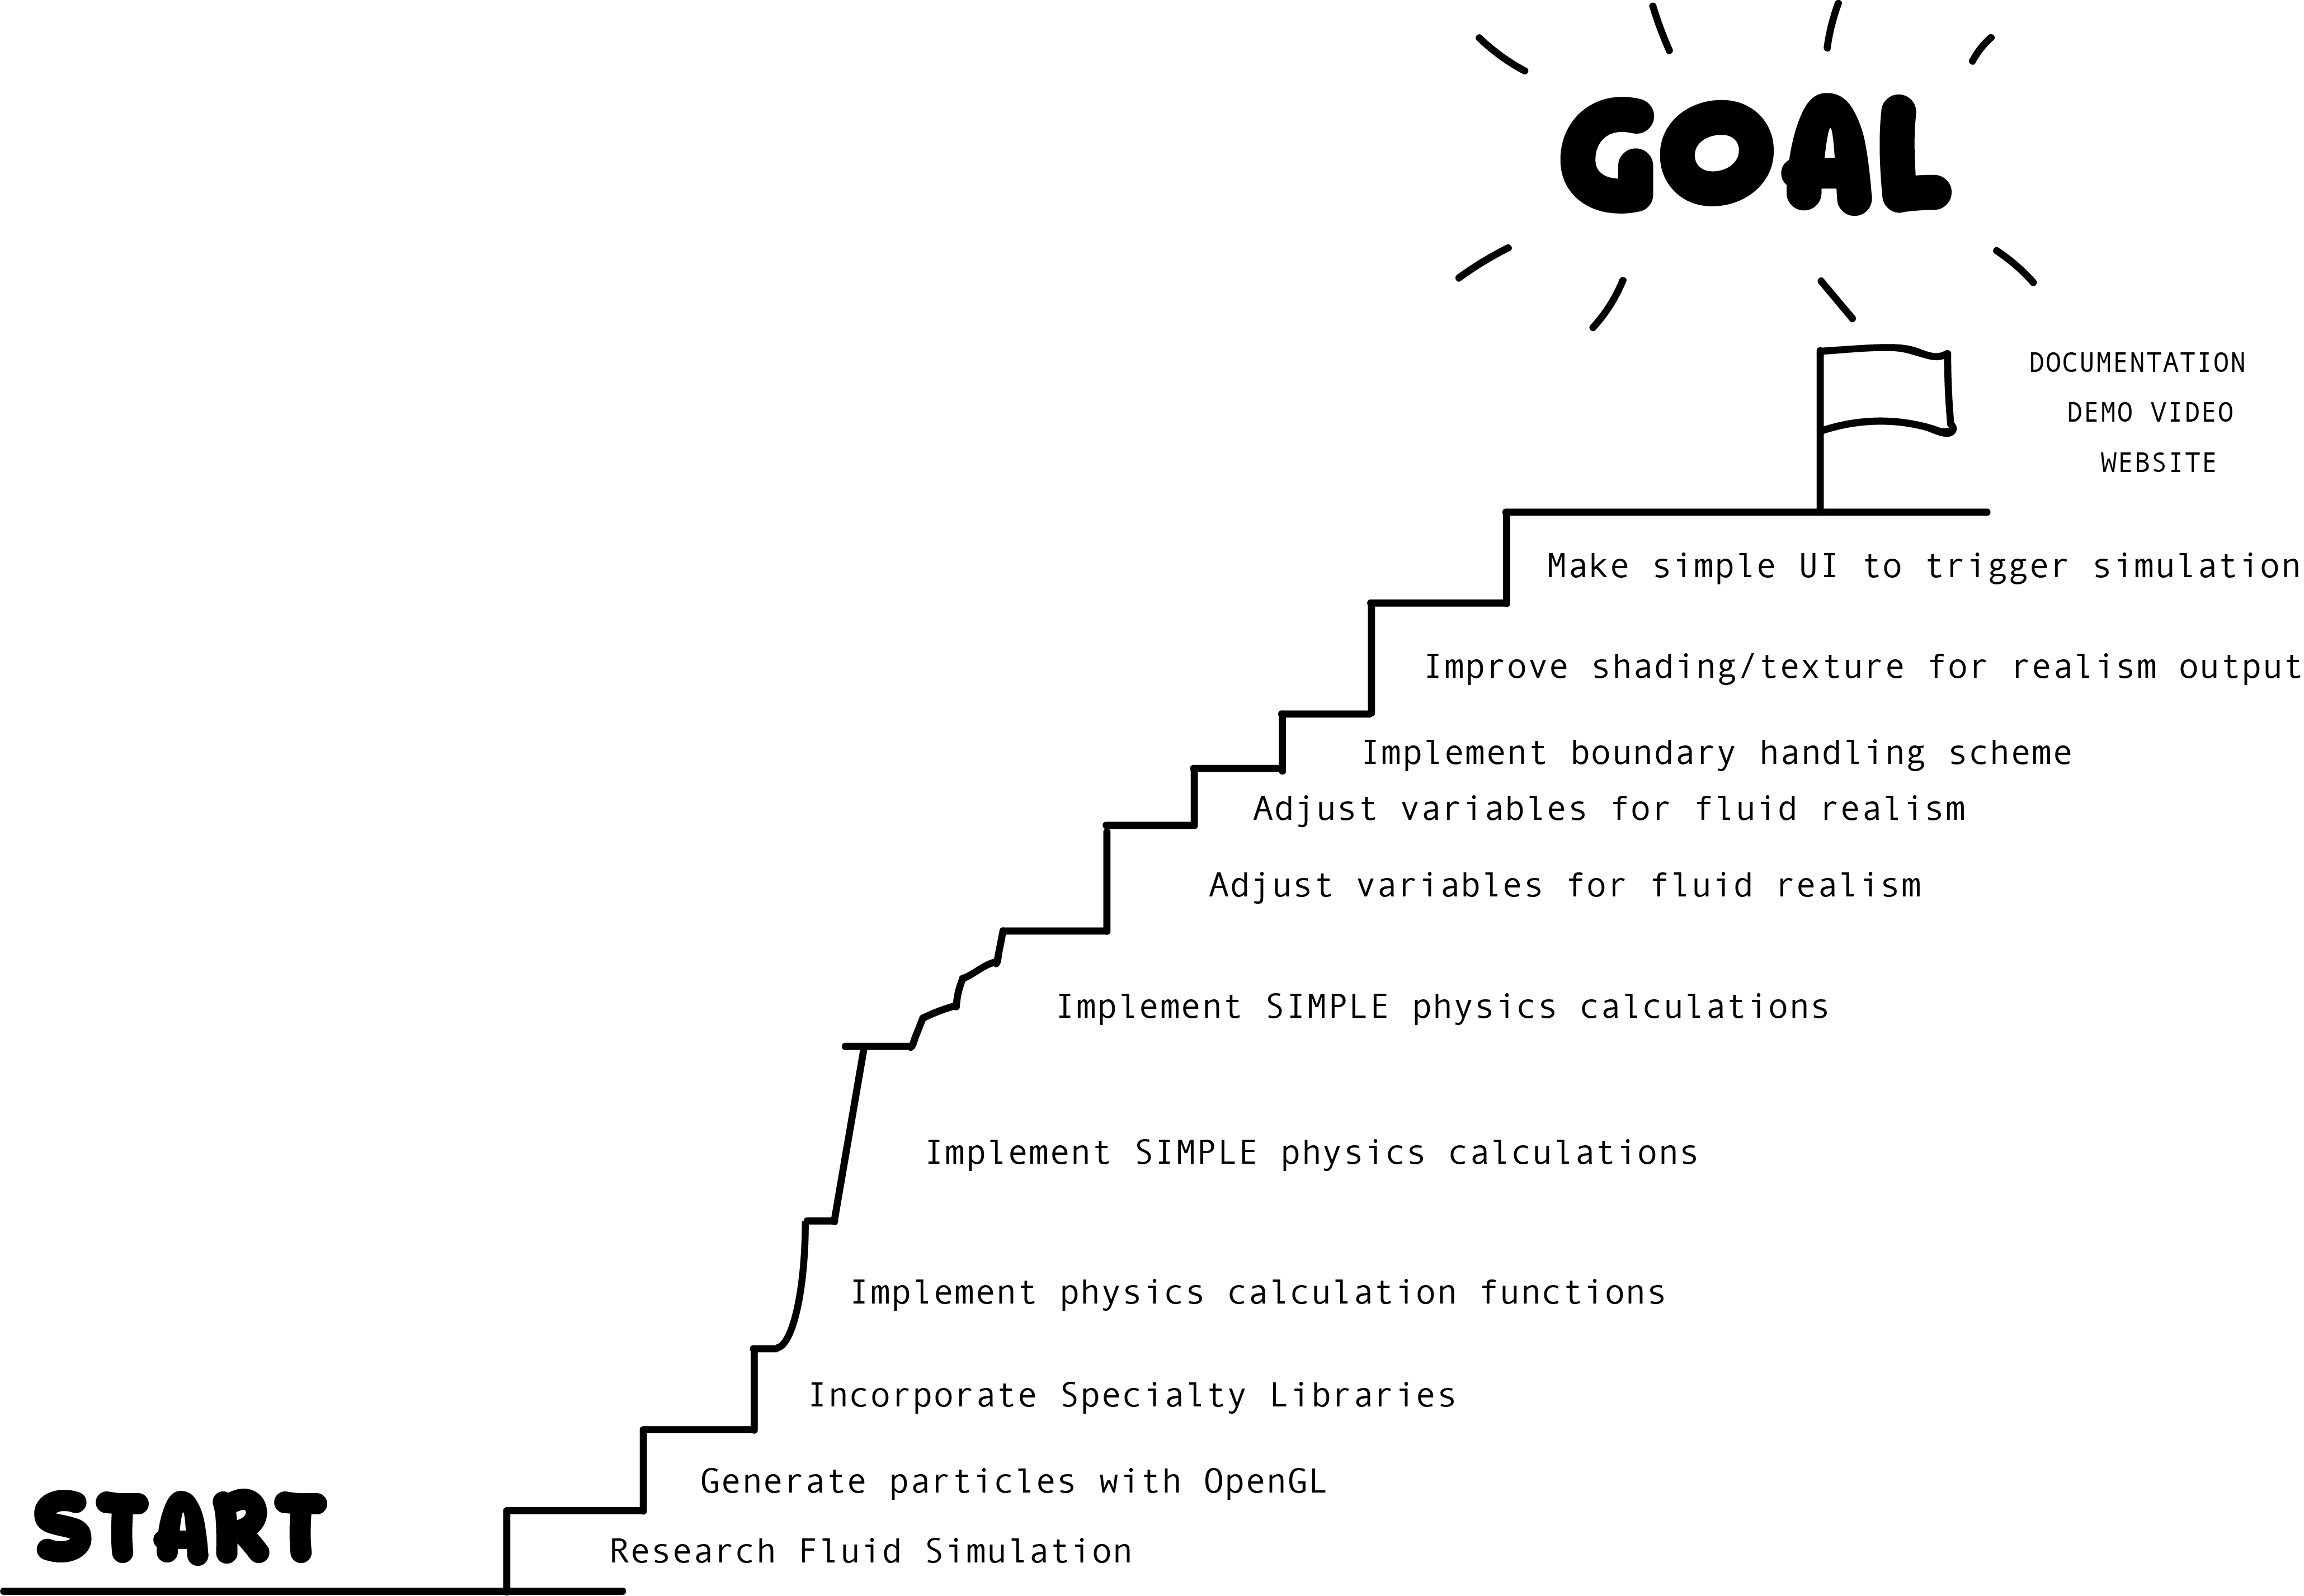 GOAL
DOCUMENTATION
DEMO VIDEO
WEBSITE
Make simple UI to trigger simulation
Improve shading/texture for realism output
Implement boundary handling scheme
Adjust variables for fluid realism
Adjust variables for fluid realism
Implement SIMPLE physics calculations
Implement SIMPLE physics calculations
Implement physics calculation functions
Incorporate Specialty Libraries
Generate particles with OpenGL
START
Research Fluid Simulation